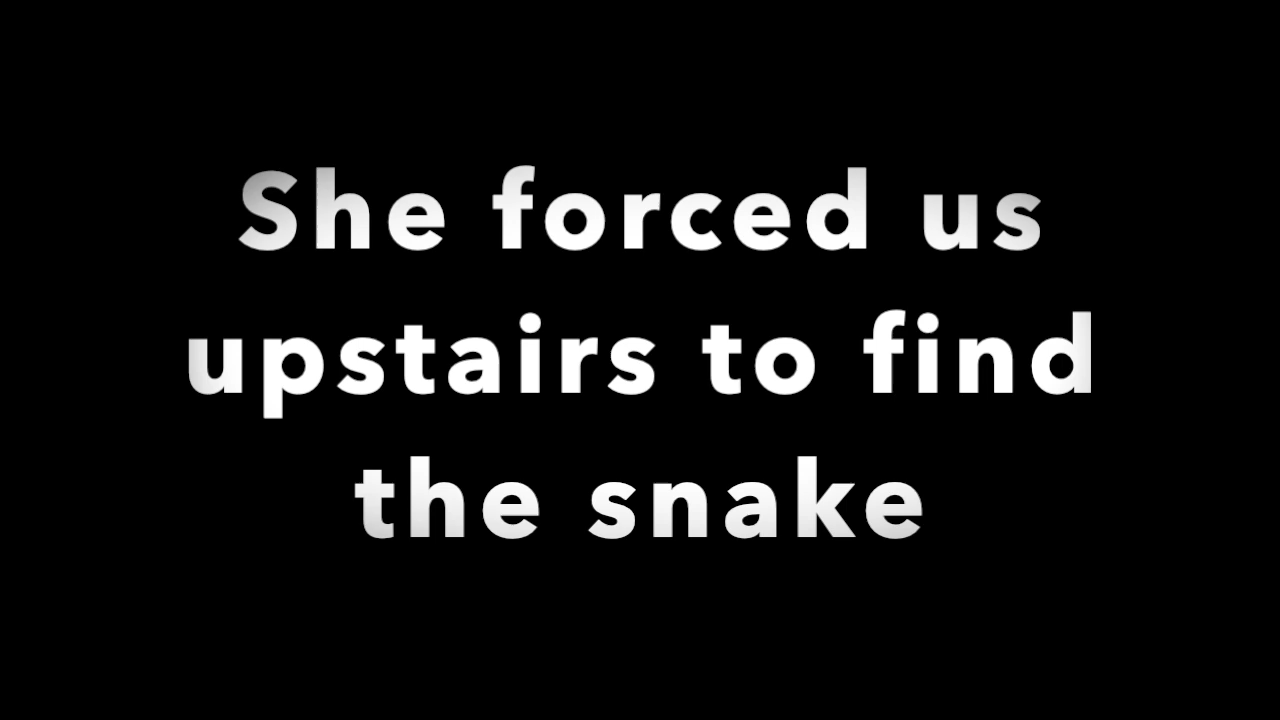 She forced us
upstairs to find
the snake